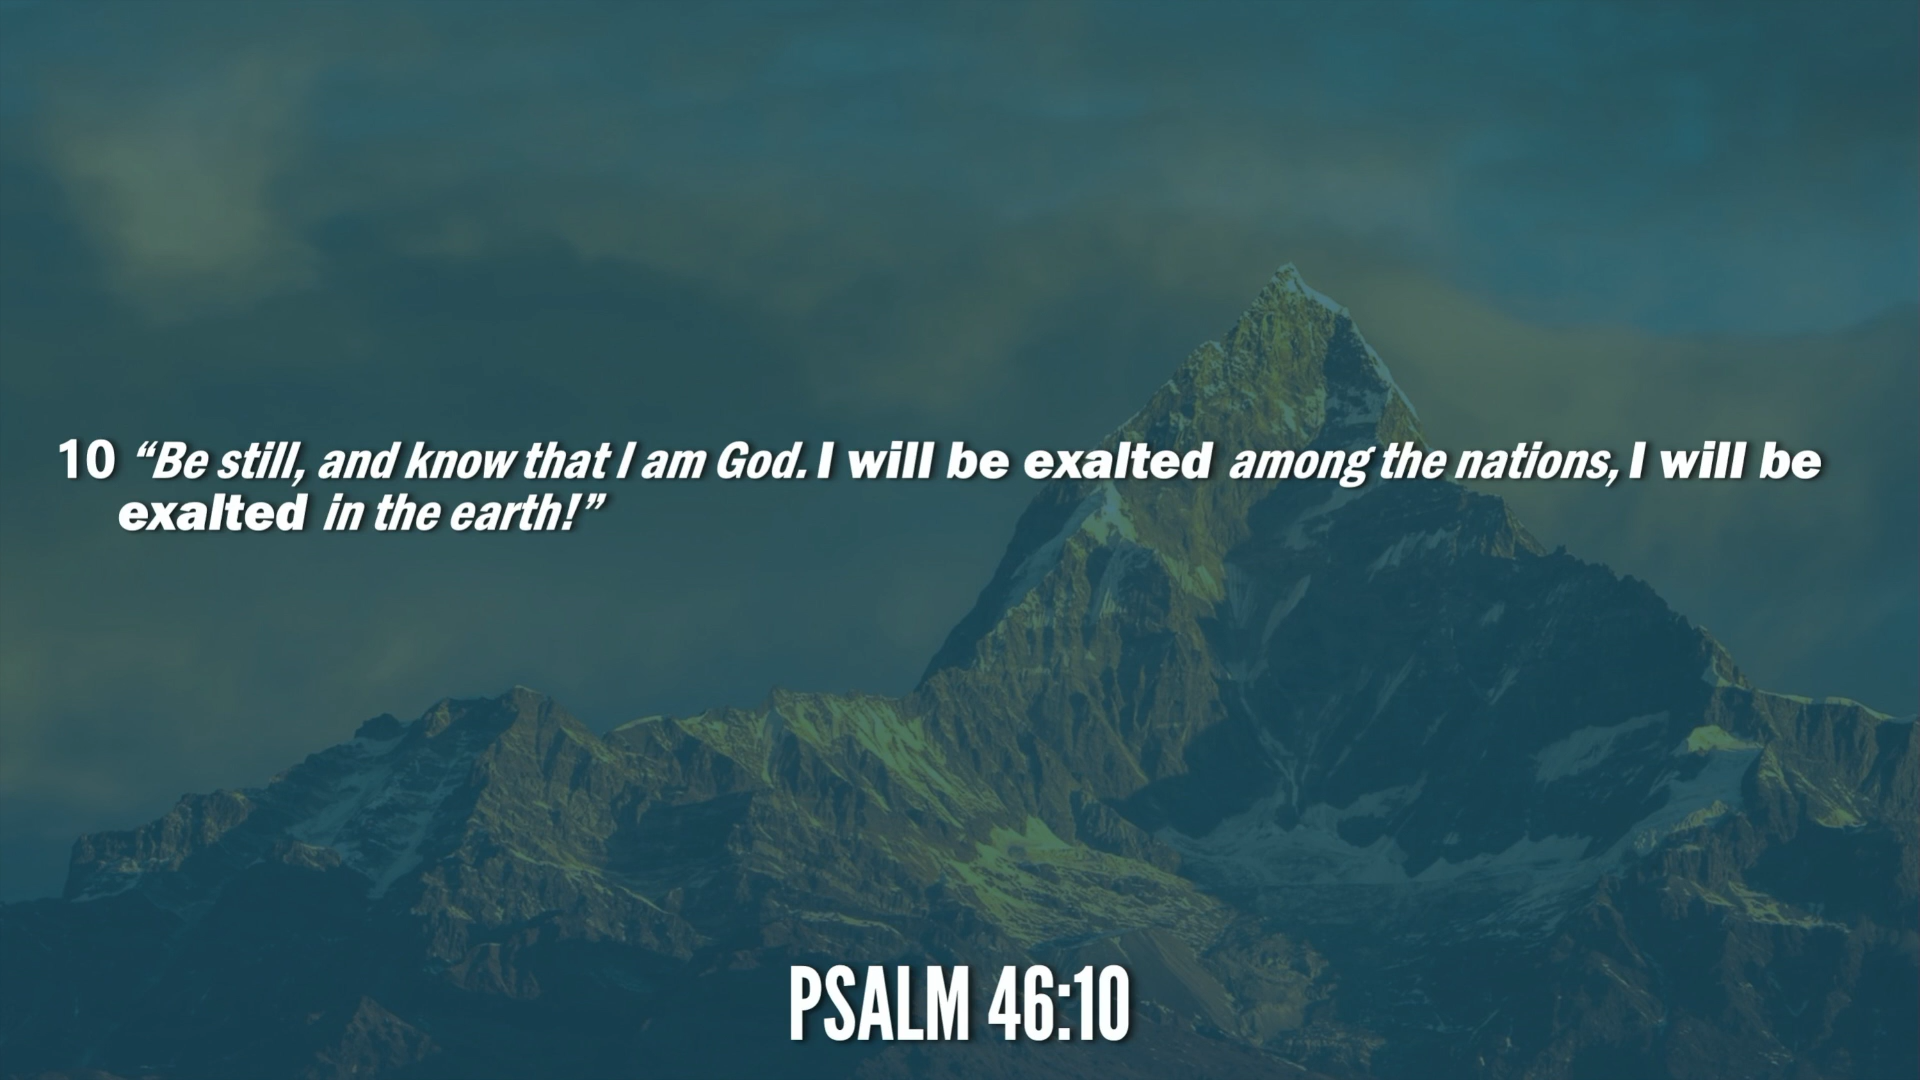 10 “Be still, and know that I am God. I will be exalted among the nations, I will be
exalted in the earth!”
PSALM 46:10